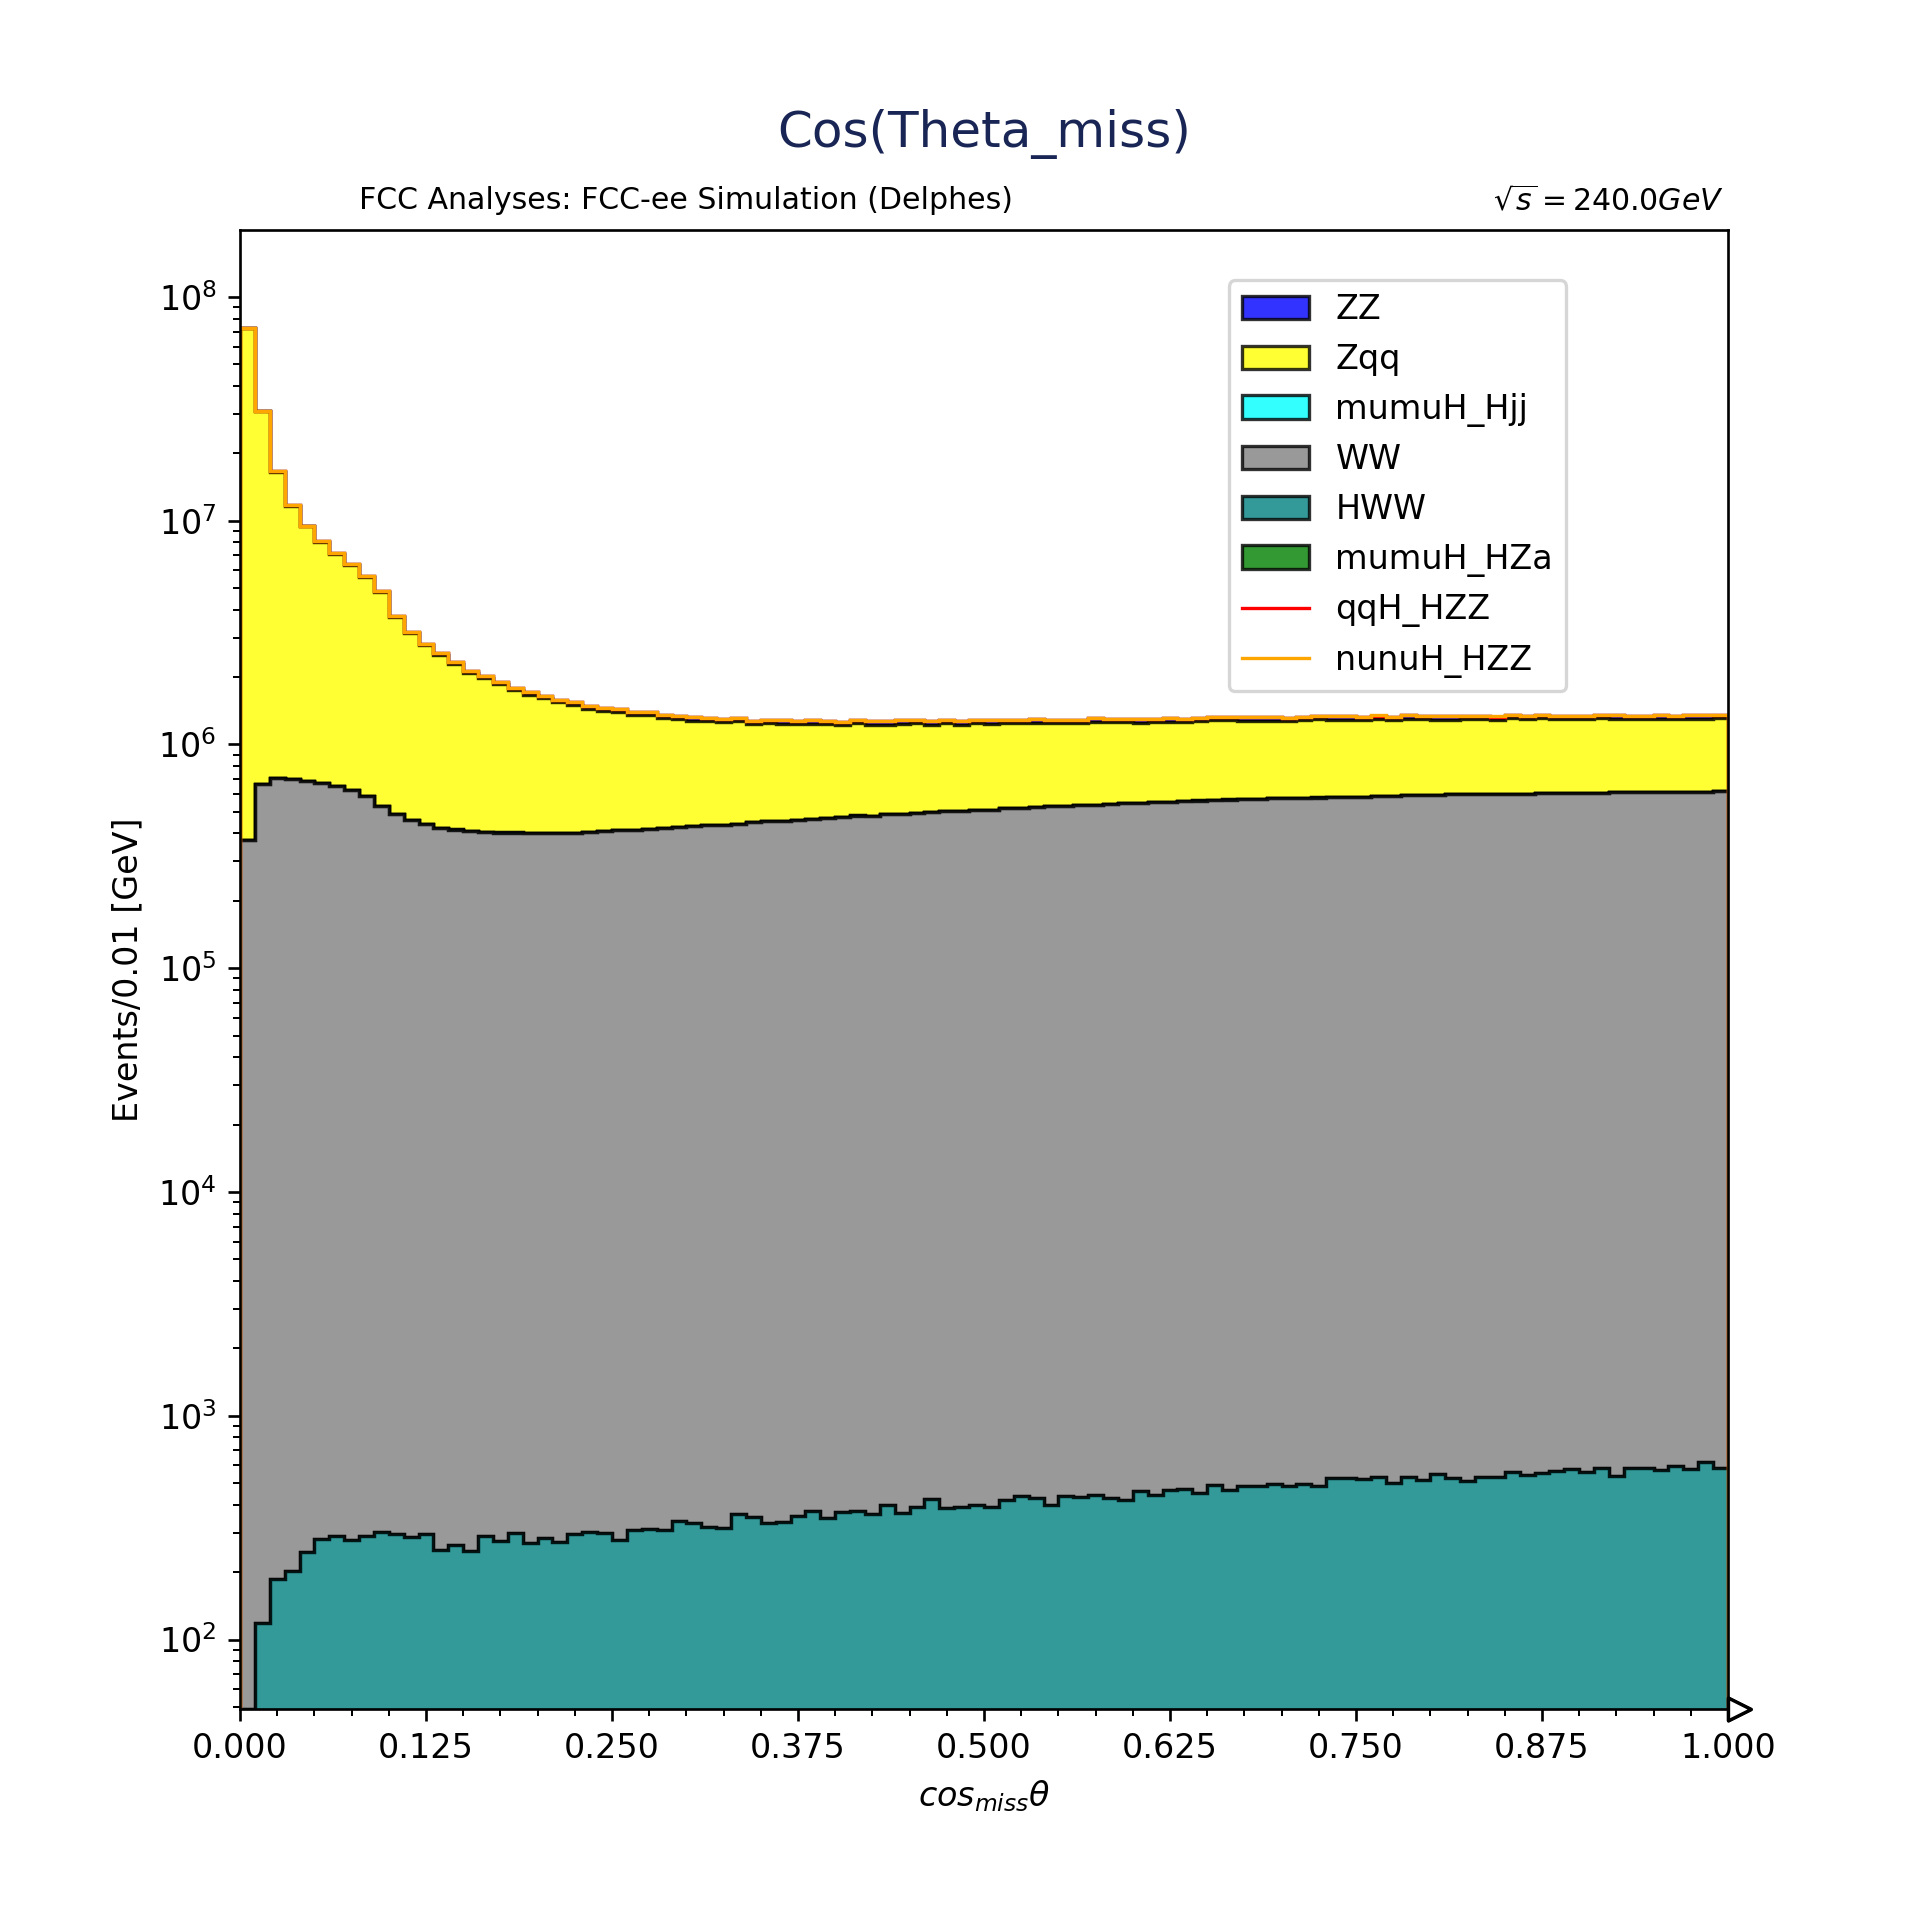 Cos(Theta_miss)
FCC Analyses: FCC-ee Simulation (Delphes)
√s = 240.0GeV
10⁸
10⁷
10⁶
10⁵
10⁴
10³
10²
Events/0.01 [GeV]
ZZ
Zqq
mumuH_Hjj
WW
HWW
mumuH_HZa
qqH_HZZ
nunuH_HZZ
0.000 0.125 0.250 0.375 0.500 0.625 0.750 0.875 1.000
cos_miss θ